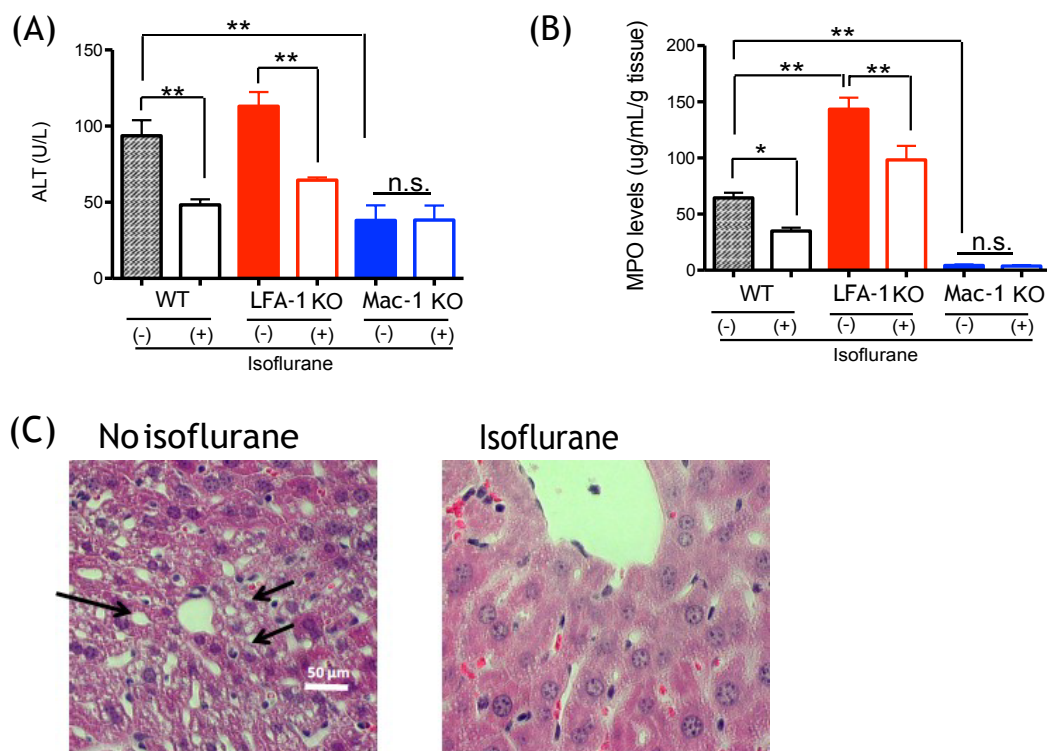 (A)
ALT (U/L)
150
100
50
0
**
**
**
n.s.
WT
LFA-1 KO
Mac-1 KO
(-)
(+)
(-)
(+)
(-)
(+)
Isoflurane
(B)
MPO levels (ug/mL/g tissue)
200
150
100
50
0
**
**
**
*
n.s.
WT
LFA-1 KO
Mac-1 KO
(-)
(+)
(-)
(+)
(-)
(+)
Isoflurane
(C)
No isoflurane
Isoflurane
50 µm